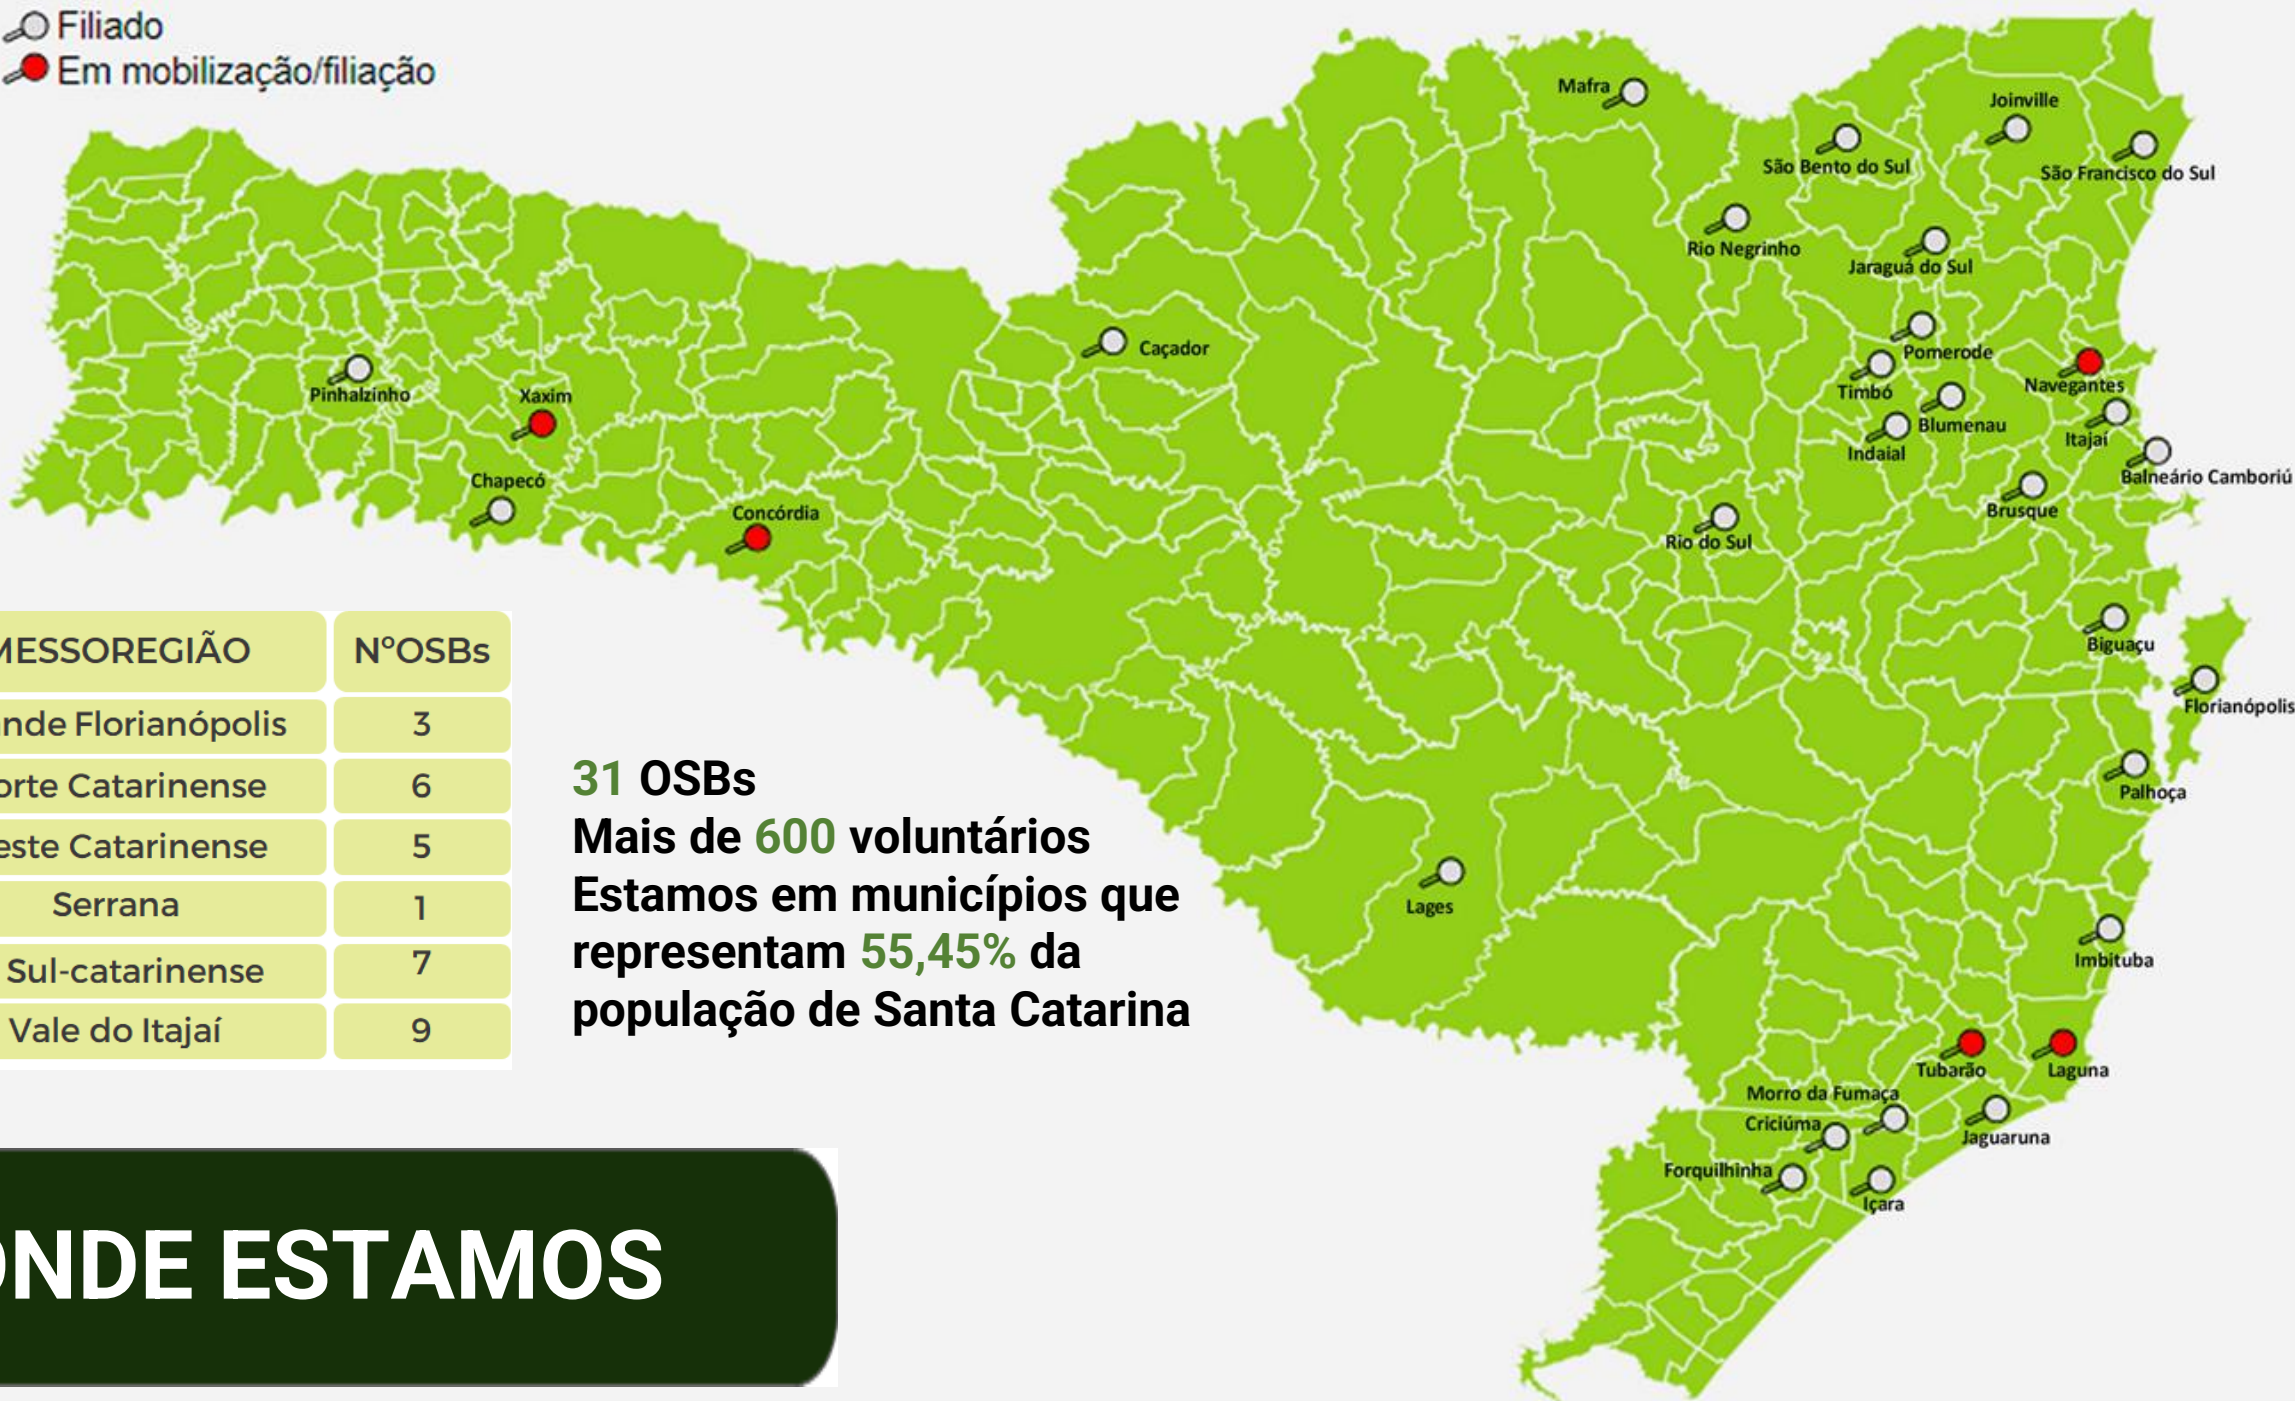 Filiado
Em mobilização/filiação
Mafra
Joinville
São Bento do Sul
São Francisco do Sul
Rio Negrinho
Jaraguá do Sul
Caçador
Pomerode
Timbó
Navegantes
Blumenau
Itajaí
Indaial
Balneário Camboriú
Brusque
Rio do Sul
Pinhalzinho
Xaxim
Chapecó
Concórdia
Biguaçu
Florianópolis
Palhoça
Lages
Imbituba
Tubarão
Laguna
Morro da Fumaça
Criciúma
Jaguaruna
Forquilhinha
Içara
MESSOREGIÃO NºOSBs
nde Florianópolis 3
orte Catarinense 6
este Catarinense 5
Serrana 1
Sul-catarinense 7
Vale do Itajaí 9
31 OSBs
Mais de 600 voluntários
Estamos em municípios que
representam 55,45% da
população de Santa Catarina
ONDE ESTAMOS